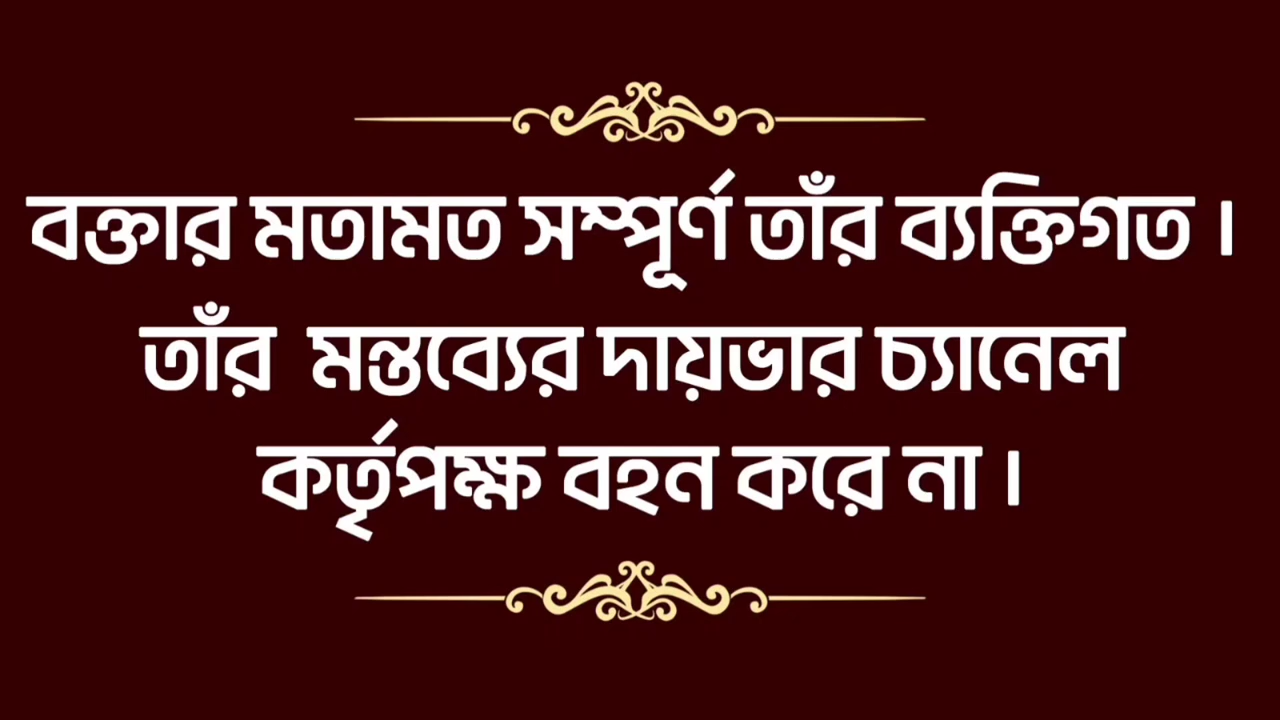 বক্তার মতামত সম্পূর্ণ তাঁর ব্যক্তিগত ।
তাঁর মন্তব্যের দায়ভার চ্যানেল
কর্তৃপক্ষ বহন করে না ।